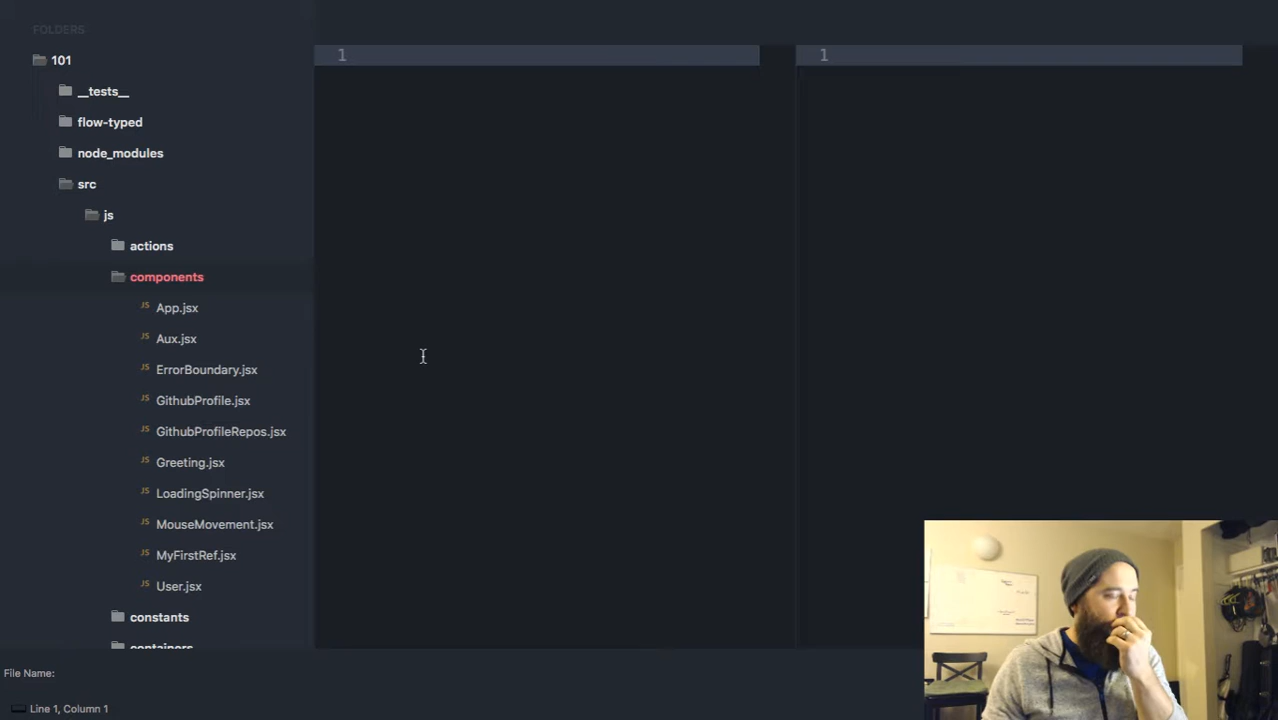 FOLDERS
101
__tests__
flow-typed
node_modules
src
js
actions
components
App.jsx
Aux.jsx
ErrorBoundary.jsx
GithubProfile.jsx
GithubProfileRepos.jsx
Greeting.jsx
LoadingSpinner.jsx
MouseMovement.jsx
MyFirstRef.jsx
User.jsx
constants
containers
1
1
File Name:
Line 1, Column 1